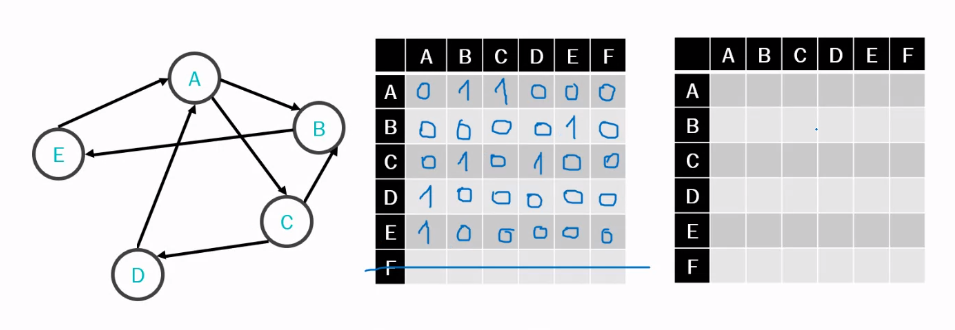 A
B
E
C
D
A B C D E F
A 0 1 1 0 0 0
B 0 0 0 0 1 0
C 0 1 0 1 0 0
D 1 0 0 0 0 0
E 1 0 0 0 0 0
F
A B C D E F
A
B
C
D
E
F